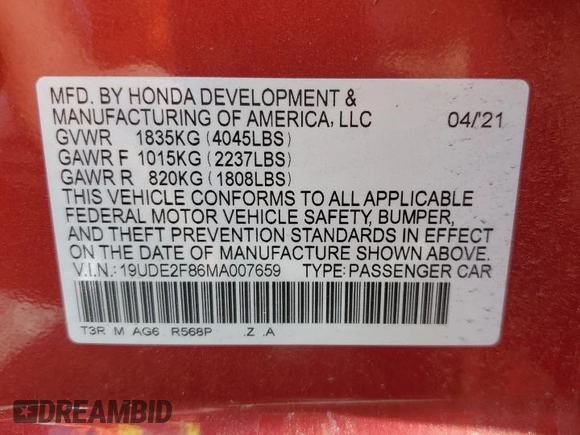 MFD. BY HONDA DEVELOPMENT &
MANUFACTURING OF AMERICA, LLC 04/'21
GVWR 1835KG (4045LBS)
GAWR F 1015KG (2237LBS)
GAWR R 820KG (1808LBS)
THIS VEHICLE CONFORMS TO ALL APPLICABLE
FEDERAL MOTOR VEHICLE SAFETY, BUMPER,
AND THEFT PREVENTION STANDARDS IN EFFECT
ON THE DATE OF MANUFACTURE SHOWN ABOVE.
V.I.N.: 19UDE2F86MA007659 TYPE: PASSENGER CAR
T3R M AG6 R568P .Z .A
DREAMBID